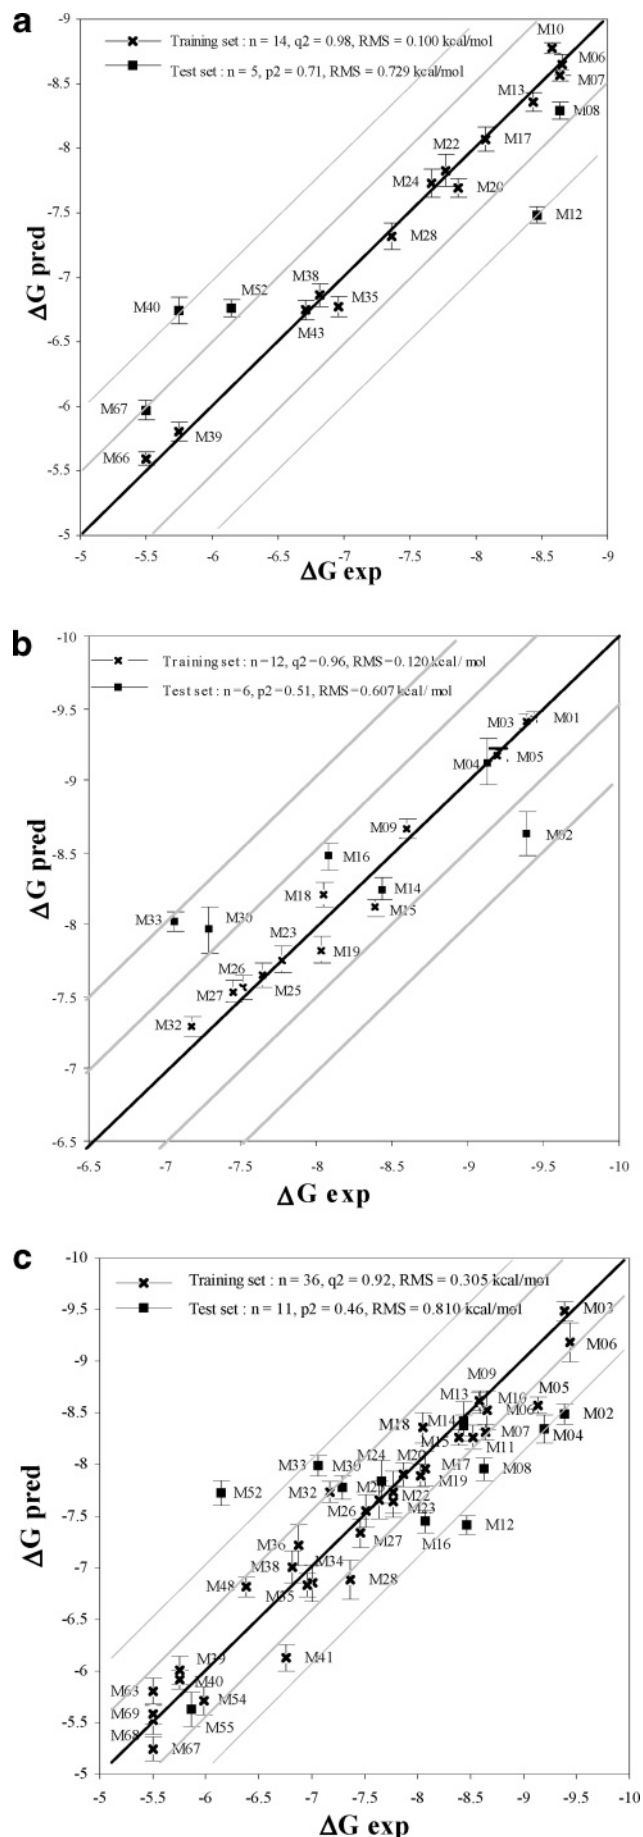 a
-9
-8.5
-8
-7.5
-7
-6.5
-6
-5.5
-5
ΔG pred
Training set : n = 14, q2 = 0.98, RMS = 0.100 kcal/mol
Test set : n = 5, p2 = 0.71, RMS = 0.729 kcal/mol
M10
M06
M07
M13
M08
M17
M22
M24
M20
M12
M28
M38
M35
M52
M40
M43
M67
M39
M66
-5 -5.5 -6 -6.5 -7 -7.5 -8 -8.5 -9
ΔG exp
b
-10
-9.5
-9
-8.5
-8
-7.5
-7
-6.5
ΔG pred
Training set : n=12, q2=0.96, RMS=0.120 kcal/mol
Test set : n=6, p2=0.51, RMS=0.607 kcal/mol
M03 M01
M04 M05
M09
M02
M16
M18 M14
M15
M33 M30
M23
M19
M26
M27 M25
M32
-6.5 -7 -7.5 -8 -8.5 -9 -9.5 -10
ΔG exp
c
-10
-9.5
-9
-8.5
-8
-7.5
-7
-6.5
-6
-5.5
-5
ΔG pred
Training set : n = 36, q2 = 0.92, RMS = 0.305 kcal/mol
Test set : n = 11, p2 = 0.46, RMS = 0.810 kcal/mol
M03
M06
M09
M13 M10 M05
M02
M14
M18
M07
M04
M15
M11
M24
M20 M17
M08
M33 M30
M19
M52
M32
M22
M26
M23
M12
M16
M27
M36
M34
M38
M28
M48
M35
M41
M39
M40
M63
M54
M69
M55
M68
M67
-5 -5.5 -6 -6.5 -7 -7.5 -8 -8.5 -9 -9.5 -10
ΔG exp